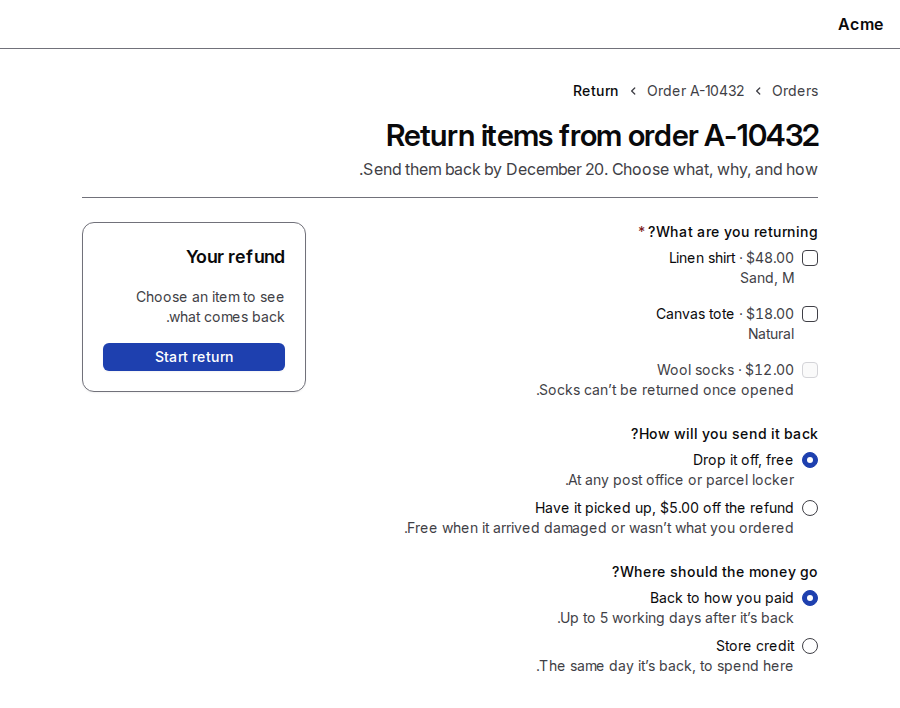 Acme
Orders › Order A-10432 › Return
Return items from order A-10432
Send them back by December 20. Choose what, why, and how.
What are you returning? *
Linen shirt · $48.00
Sand, M
Canvas tote · $18.00
Natural
Wool socks · $12.00
Socks can’t be returned once opened.
How will you send it back?
Drop it off, free
At any post office or parcel locker.
Have it picked up, $5.00 off the refund
Free when it arrived damaged or wasn’t what you ordered.
Where should the money go?
Back to how you paid
Up to 5 working days after it’s back.
Store credit
The same day it’s back, to spend here.
Your refund
Choose an item to see
what comes back.
Start return